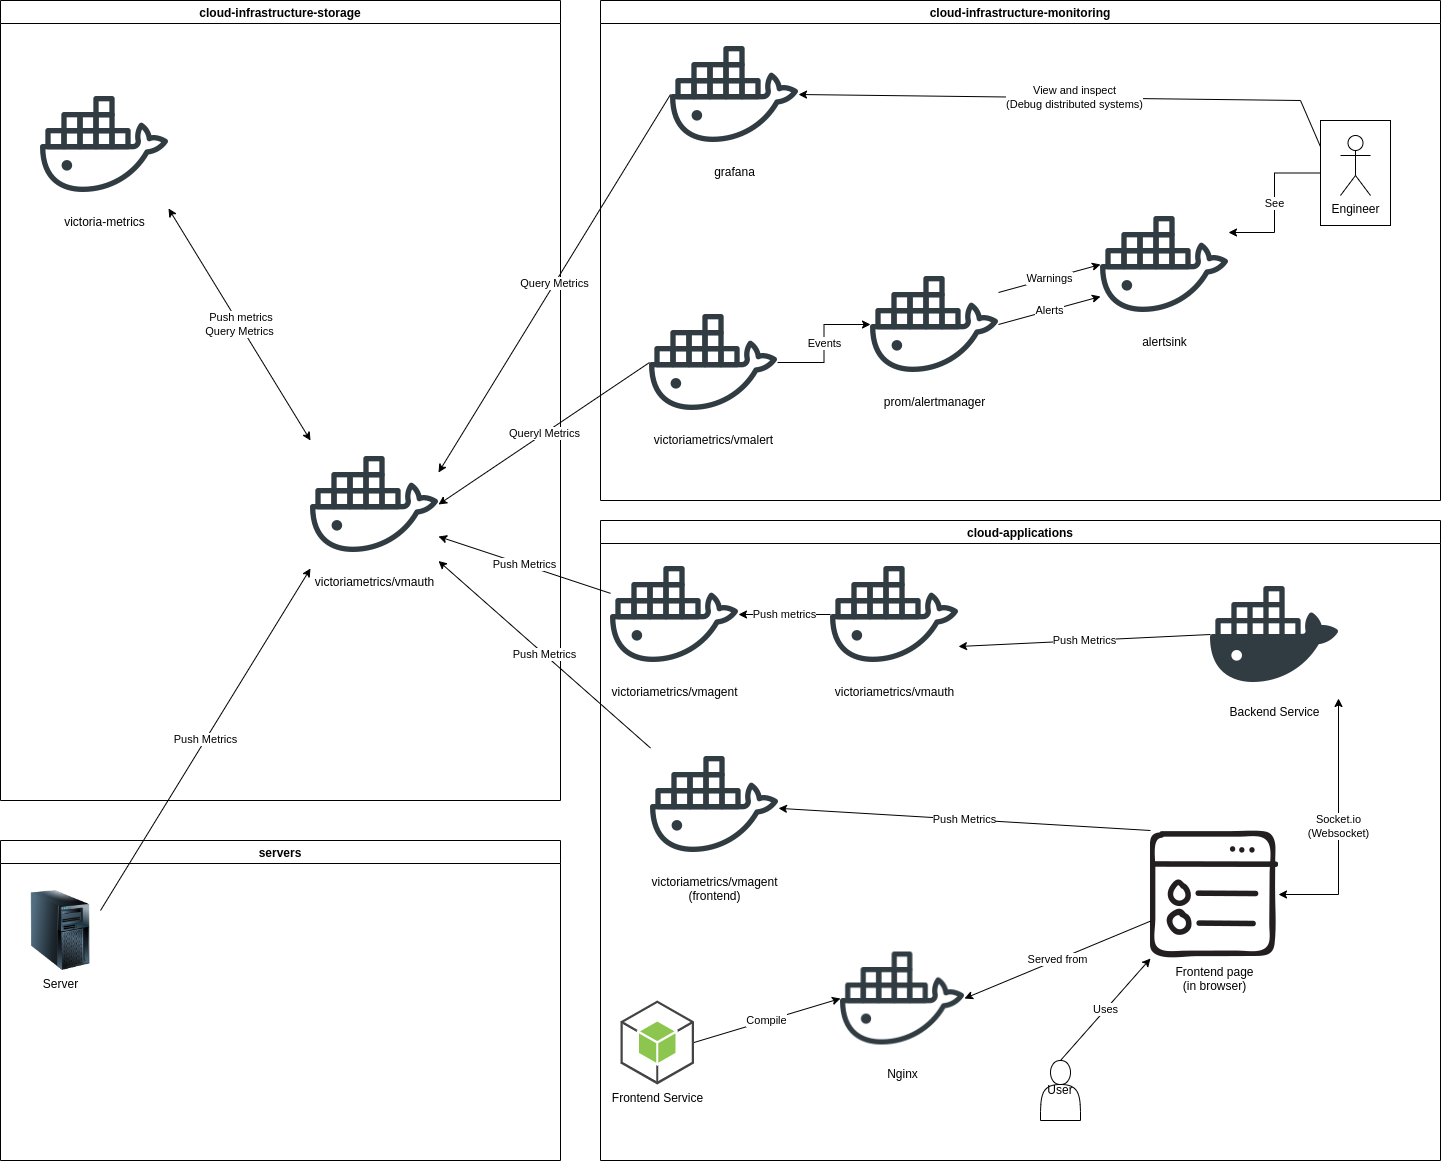 cloud-infrastructure-storage
victoria-metrics
Push metrics
Query Metrics
victoriametrics/vmauth
Push Metrics
servers
Server
cloud-infrastructure-monitoring
grafana
View and inspect
(Debug distributed systems)
Engineer
See
Query Metrics
Queryl Metrics
victoriametrics/vmalert
Events
prom/alertmanager
Warnings
Alerts
alertsink
cloud-applications
Push Metrics
victoriametrics/vmagent
Push metrics
victoriametrics/vmauth
Push Metrics
Backend Service
Push Metrics
victoriametrics/vmagent
(frontend)
Push Metrics
Socket.io
(Websocket)
Frontend page
(in browser)
Served from
Uses
User
Compile
Nginx
Frontend Service